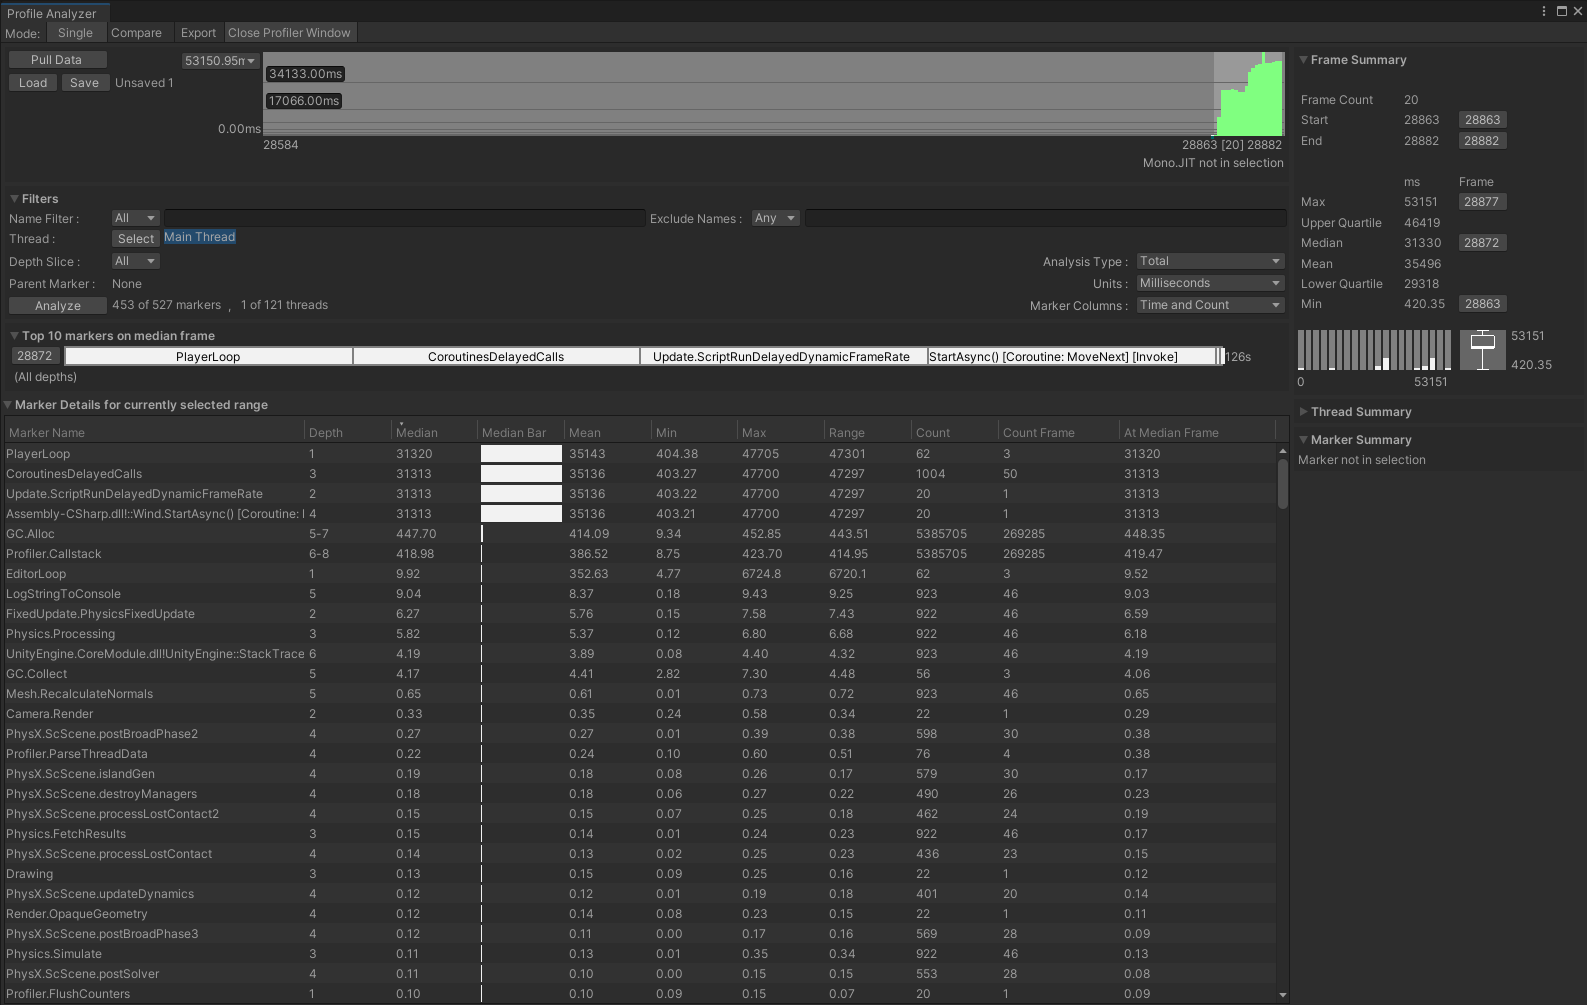 Profile Analyzer
Mode: Single Compare Export Close Profiler Window
Pull Data
Load Save Unsaved 1
53150.95m
34133.00ms
17066.00ms
0.00ms
28584 28863 [20] 28882
Mono.JIT not in selection
Filters
Name Filter : All Exclude Names : Any
Thread : Select Main Thread
Depth Slice : All Analysis Type : Total
Parent Marker : None Units : Milliseconds
Analyze 453 of 527 markers , 1 of 121 threads Marker Columns : Time and Count
Top 10 markers on median frame
28872 PlayerLoop CoroutinesDelayedCalls Update.ScriptRunDelayedDynamicFrameRate StartAsync() [Coroutine: MoveNext] [Invoke] 126s
(All depths)
Marker Details for currently selected range
Marker Name Depth Median Median Bar Mean Min Max Range Count Count Frame At Median Frame
PlayerLoop 1 31320 35143 404.38 47705 47301 62 3 31320
CoroutinesDelayedCalls 3 31313 35136 403.27 47700 47297 1004 50 31313
Update.ScriptRunDelayedDynamicFrameRate 2 31313 35136 403.22 47700 47297 20 1 31313
Assembly-CSharp.dll!::Wind.StartAsync() [Coroutine: 4 31313 35136 403.21 47700 47297 20 1 31313
GC.Alloc 5-7 447.70 414.09 9.34 452.85 443.51 5385705 269285 448.35
Profiler.Callstack 6-8 418.98 386.52 8.75 423.70 414.95 5385705 269285 419.47
EditorLoop 1 9.92 352.63 4.77 6724.8 6720.1 62 3 9.52
LogStringToConsole 5 9.04 8.37 0.18 9.43 9.25 923 46 9.03
FixedUpdate.PhysicsFixedUpdate 2 6.27 5.76 0.15 7.58 7.43 922 46 6.59
Physics.Processing 3 5.82 5.37 0.12 6.80 6.68 922 46 6.18
UnityEngine.CoreModule.dll!UnityEngine::StackTrace 6 4.19 3.89 0.08 4.40 4.32 923 46 4.19
GC.Collect 5 4.17 4.41 2.82 7.30 4.48 56 3 4.06
Mesh.RecalculateNormals 5 0.65 0.61 0.01 0.73 0.72 923 46 0.65
Camera.Render 2 0.33 0.35 0.24 0.58 0.34 22 1 0.29
PhysX.ScScene.postBroadPhase2 4 0.27 0.27 0.01 0.39 0.38 598 30 0.38
Profiler.ParseThreadData 4 0.22 0.24 0.10 0.60 0.51 76 4 0.38
PhysX.ScScene.islandGen 4 0.19 0.18 0.08 0.26 0.17 579 30 0.17
PhysX.ScScene.destroyManagers 4 0.18 0.18 0.06 0.27 0.22 490 26 0.23
PhysX.ScScene.processLostContact2 4 0.15 0.15 0.07 0.25 0.18 462 24 0.19
Physics.FetchResults 3 0.15 0.14 0.01 0.24 0.23 922 46 0.17
PhysX.ScScene.processLostContact 4 0.14 0.13 0.02 0.25 0.23 436 23 0.15
Drawing 3 0.13 0.15 0.09 0.25 0.16 22 1 0.12
PhysX.ScScene.updateDynamics 4 0.12 0.12 0.01 0.19 0.18 401 20 0.14
Render.OpaqueGeometry 4 0.12 0.14 0.08 0.23 0.15 22 1 0.11
PhysX.ScScene.postBroadPhase3 4 0.12 0.11 0.00 0.17 0.16 569 28 0.09
Physics.Simulate 3 0.11 0.13 0.01 0.35 0.34 922 46 0.13
PhysX.ScScene.postSolver 4 0.11 0.10 0.00 0.15 0.15 553 28 0.08
Profiler.FlushCounters 1 0.10 0.10 0.09 0.15 0.07 20 1 0.09
Frame Summary
Frame Count 20
Start 28863 28863
End 28882 28882
ms Frame
Max 53151 28877
Upper Quartile 46419
Median 31330 28872
Mean 35496
Lower Quartile 29318
Min 420.35 28863
53151
420.35
0 53151
Thread Summary
Marker Summary
Marker not in selection